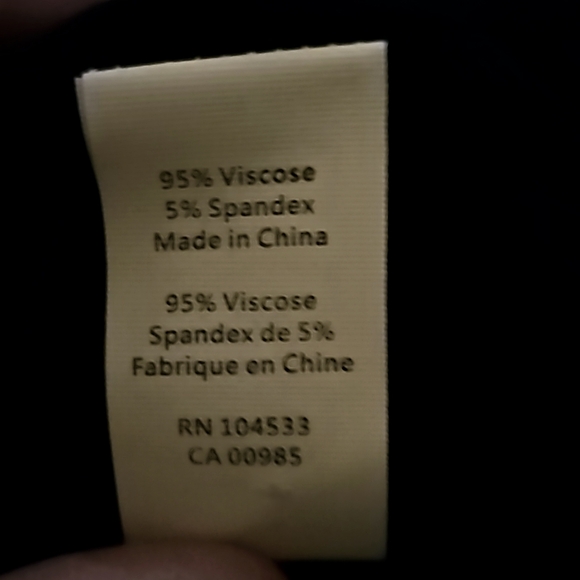 95% Viscose
5% Spandex
Made in China
95% Viscose
Spandex de 5%
Fabrique en Chine
RN 104533
CA 00985